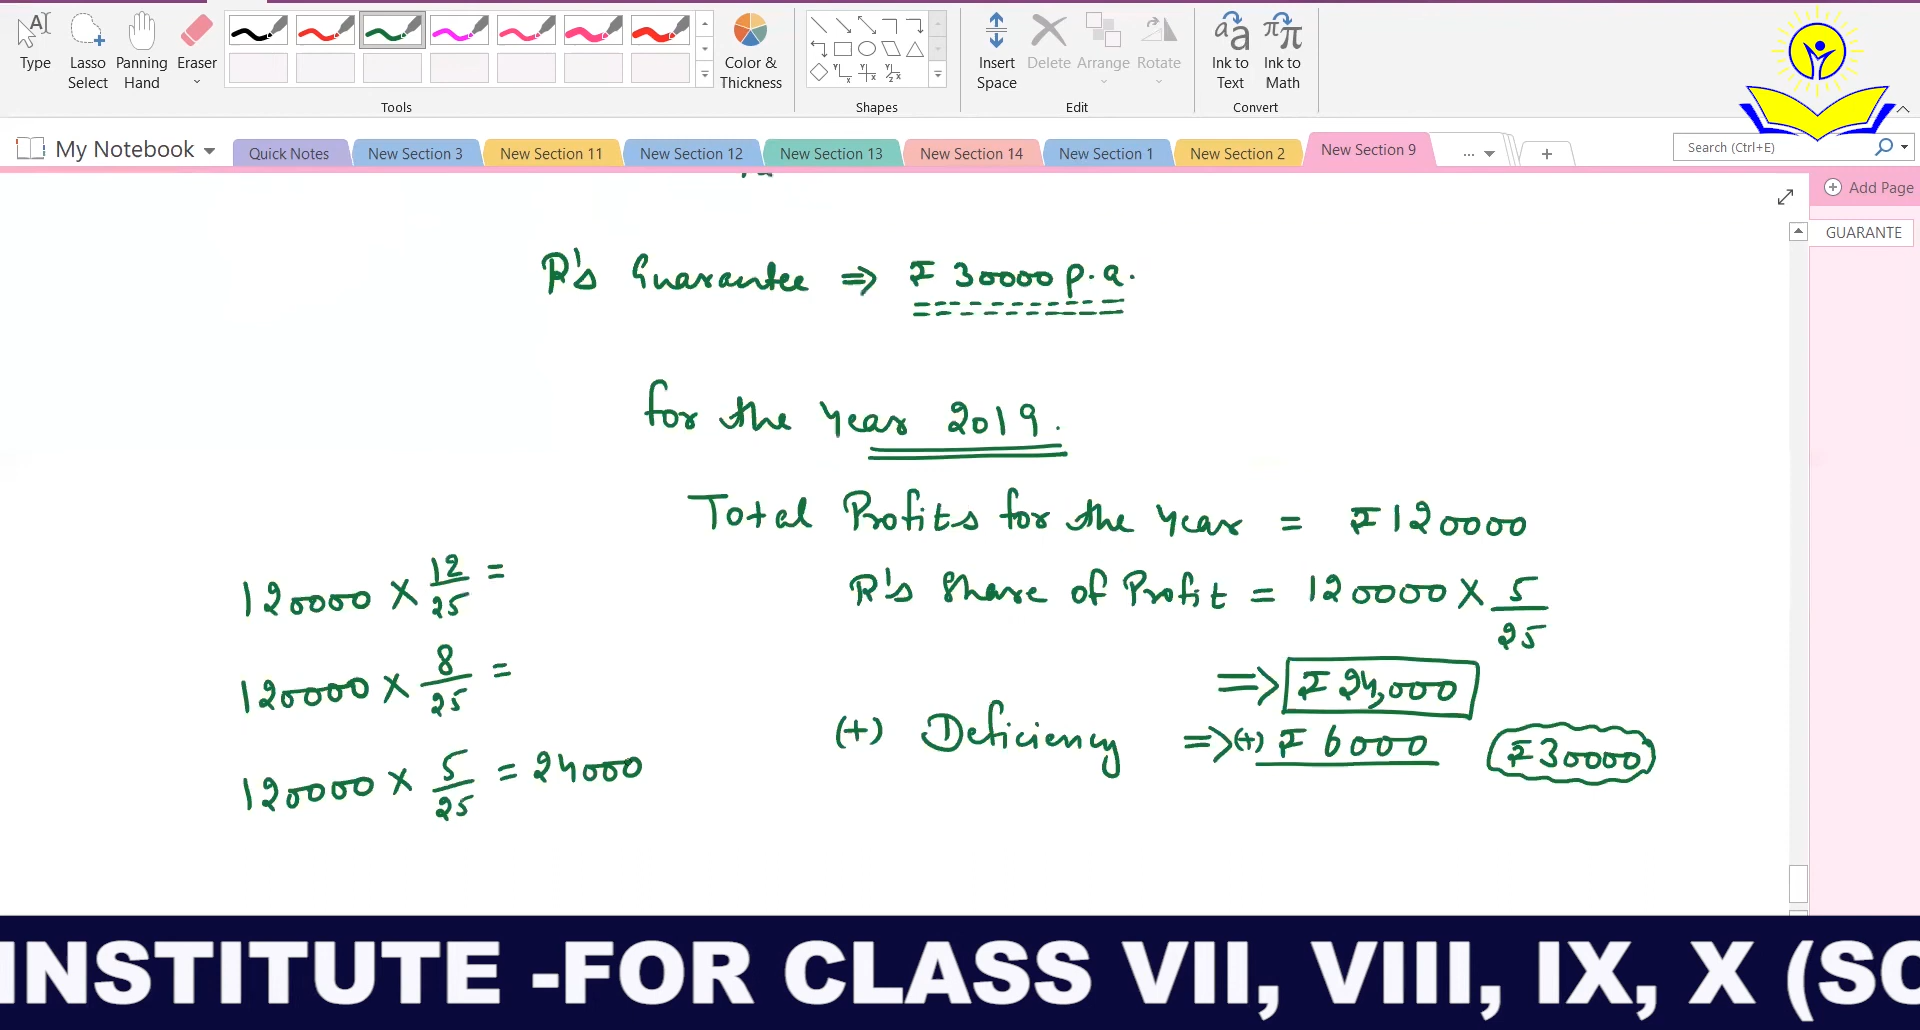 Type
Lasso Select
Panning Hand
Eraser
Color & Thickness
Insert Space
Delete
Arrange
Rotate
Ink to Text
Ink to Math
Tools
Shapes
Edit
Convert
My Notebook
Quick Notes
New Section 3
New Section 11
New Section 12
New Section 13
New Section 14
New Section 1
New Section 2
New Section 9
...
Search (Ctrl+E)
Add Page
GUARANTE
R's Guarantee ⇒ ₹ 30000 p.a.
for the year 2019.
Total Profits for the year = ₹ 120000
R's Share of Profit = 120000 × 5/25
⇒ ₹ 24,000
(+) Deficiency ⇒ (+) ₹ 6000 ₹ 30000
120000 × 12/25 =
120000 × 8/25 =
120000 × 5/25 = 24000
INSTITUTE -FOR CLASS VII, VIII, IX, X (SC